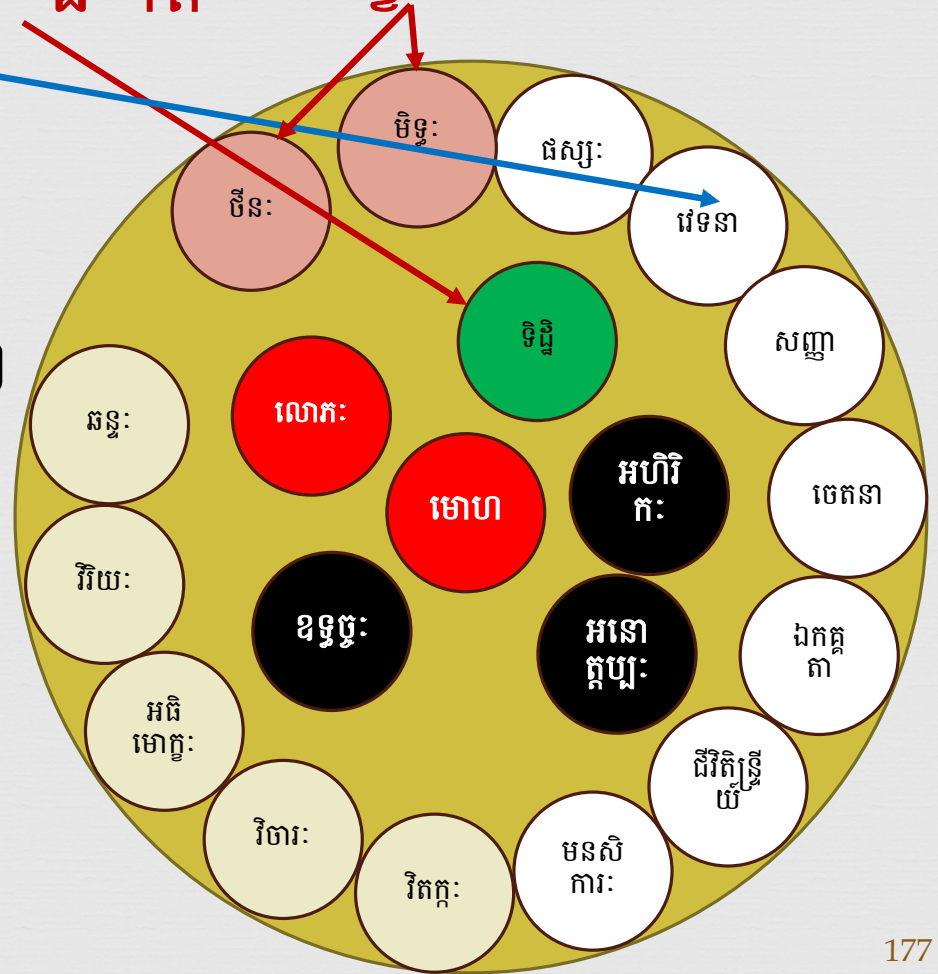 មិទ្ធៈ
ផស្សៈ
ថីនៈ
វេទនា
ទិដ្ឋិ
សញ្ញា
ឆន្ទៈ
លោភៈ
អហិរិ
កៈ
មោហ
ចេតនា
វិរិយៈ
ឧទ្ធច្ចៈ
អនោ
ត្តប្បៈ
ឯកគ្គ
តា
អធិ
មោក្ខៈ
ជីវិតិន្ទ្រី
យ៍
វិចារៈ
មនសិ
ការៈ
វិតក្កៈ
177